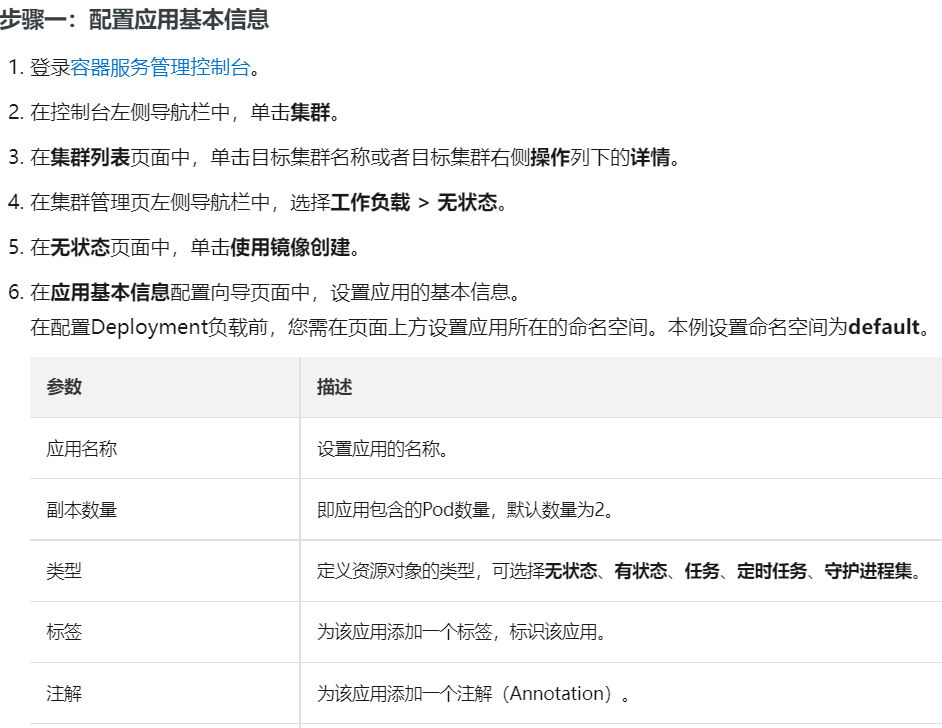 步骤一：配置应用基本信息
1. 登录容器服务管理控制台。
2. 在控制台左侧导航栏中，单击集群。
3. 在集群列表页面中，单击目标集群名称或者目标集群右侧操作列下的详情。
4. 在集群管理页左侧导航栏中，选择工作负载 > 无状态。
5. 在无状态页面中，单击使用镜像创建。
6. 在应用基本信息配置向导页面中，设置应用的基本信息。
在配置Deployment负载前，您需在页面上方设置应用所在的命名空间。本例设置命名空间为default。
参数 描述
应用名称 设置应用的名称。
副本数量 即应用包含的Pod数量，默认数量为2。
类型 定义资源对象的类型，可选择无状态、有状态、任务、定时任务、守护进程集。
标签 为该应用添加一个标签，标识该应用。
注解 为该应用添加一个注解（Annotation）。